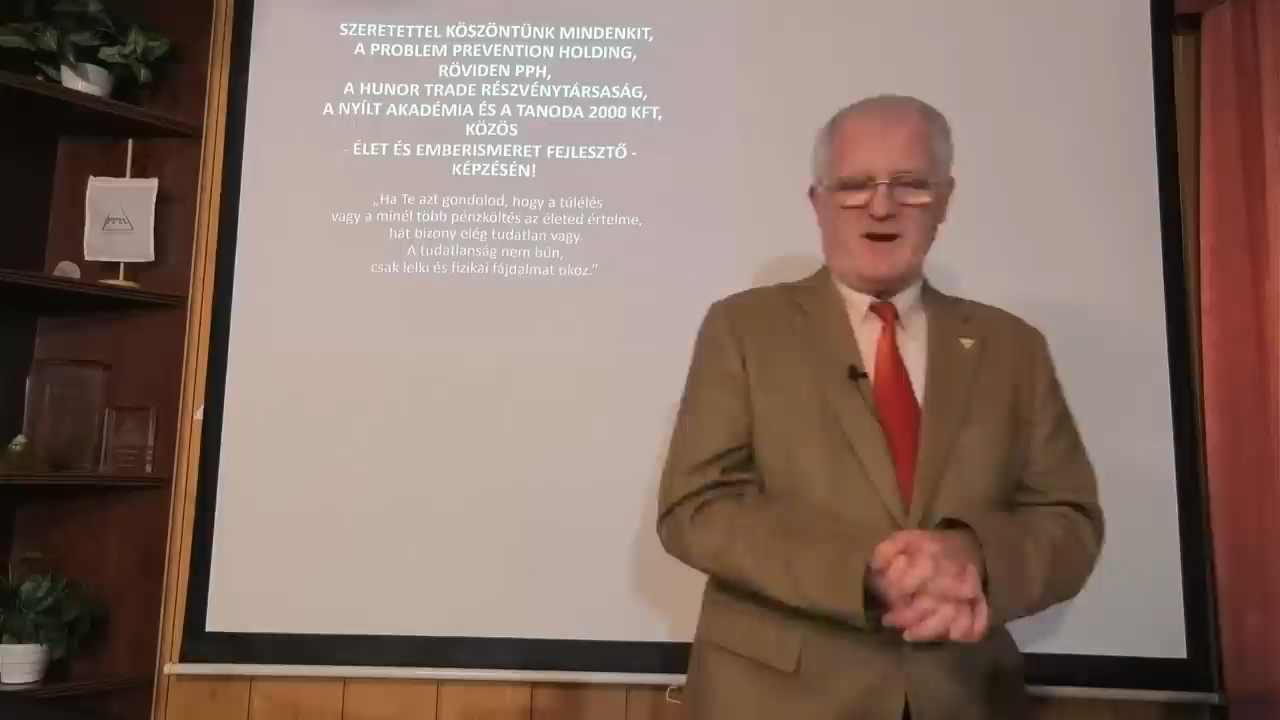 SZERETETTEL KÖSZÖNTÜNK MINDENKIT,
A PROBLEM PREVENTION HOLDING,
RÖVIDEN PPH,
A HUNOR TRADE RÉSZVÉNYTÁRSASÁG,
A NYÍLT AKADÉMIA ÉS A TANODA 2000 KFT,
KÖZÖS
- ÉLET ÉS EMBERISMERET FEJLESZTŐ -
KÉPZÉSÉN!
„Ha Te azt gondolod, hogy a túlélés
vagy a minél több pénzköltés az életed értelme,
hát bizony elég tudatlan vagy.
A tudatlanság nem bűn,
csak lelki és fizikai fájdalmat okoz.”